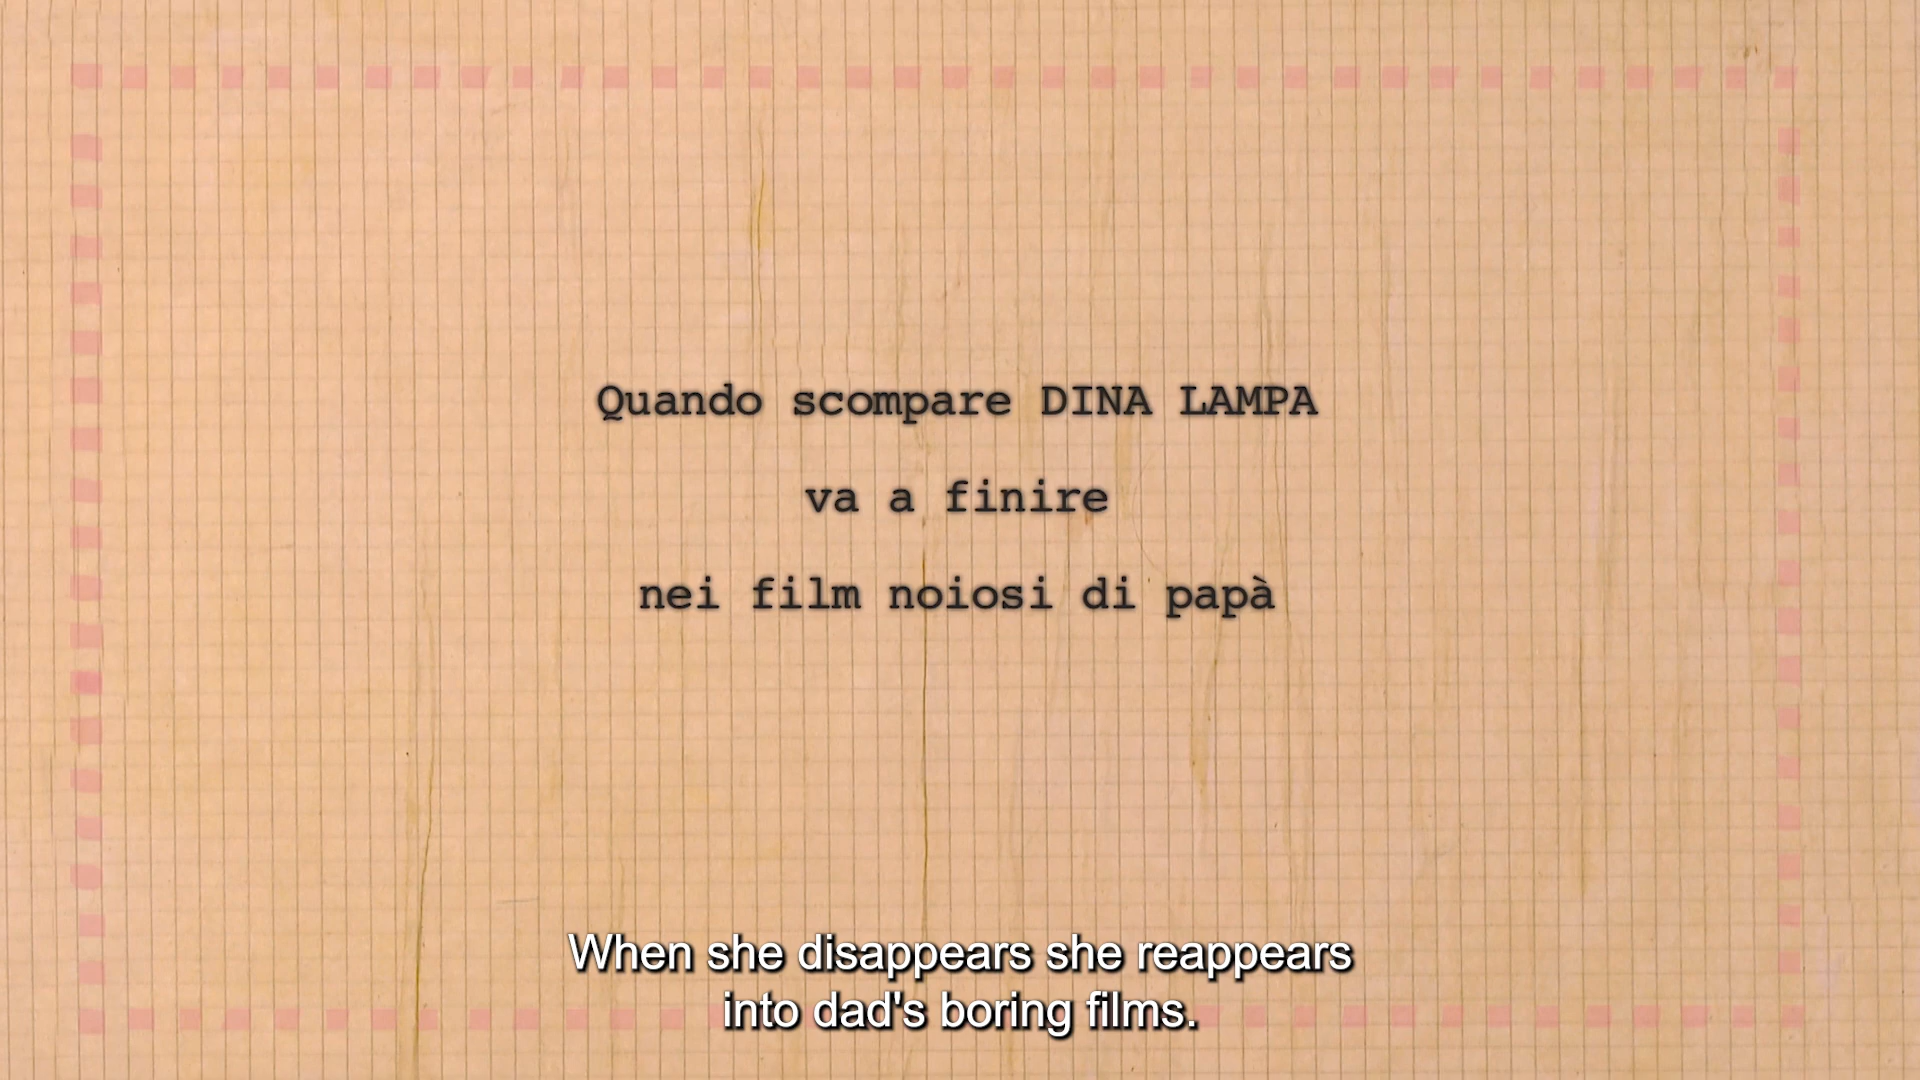 Quando scompare DINA LAMPA
va a finire
nei film noiosi di papà
When she disappears she reappears
into dad's boring films.